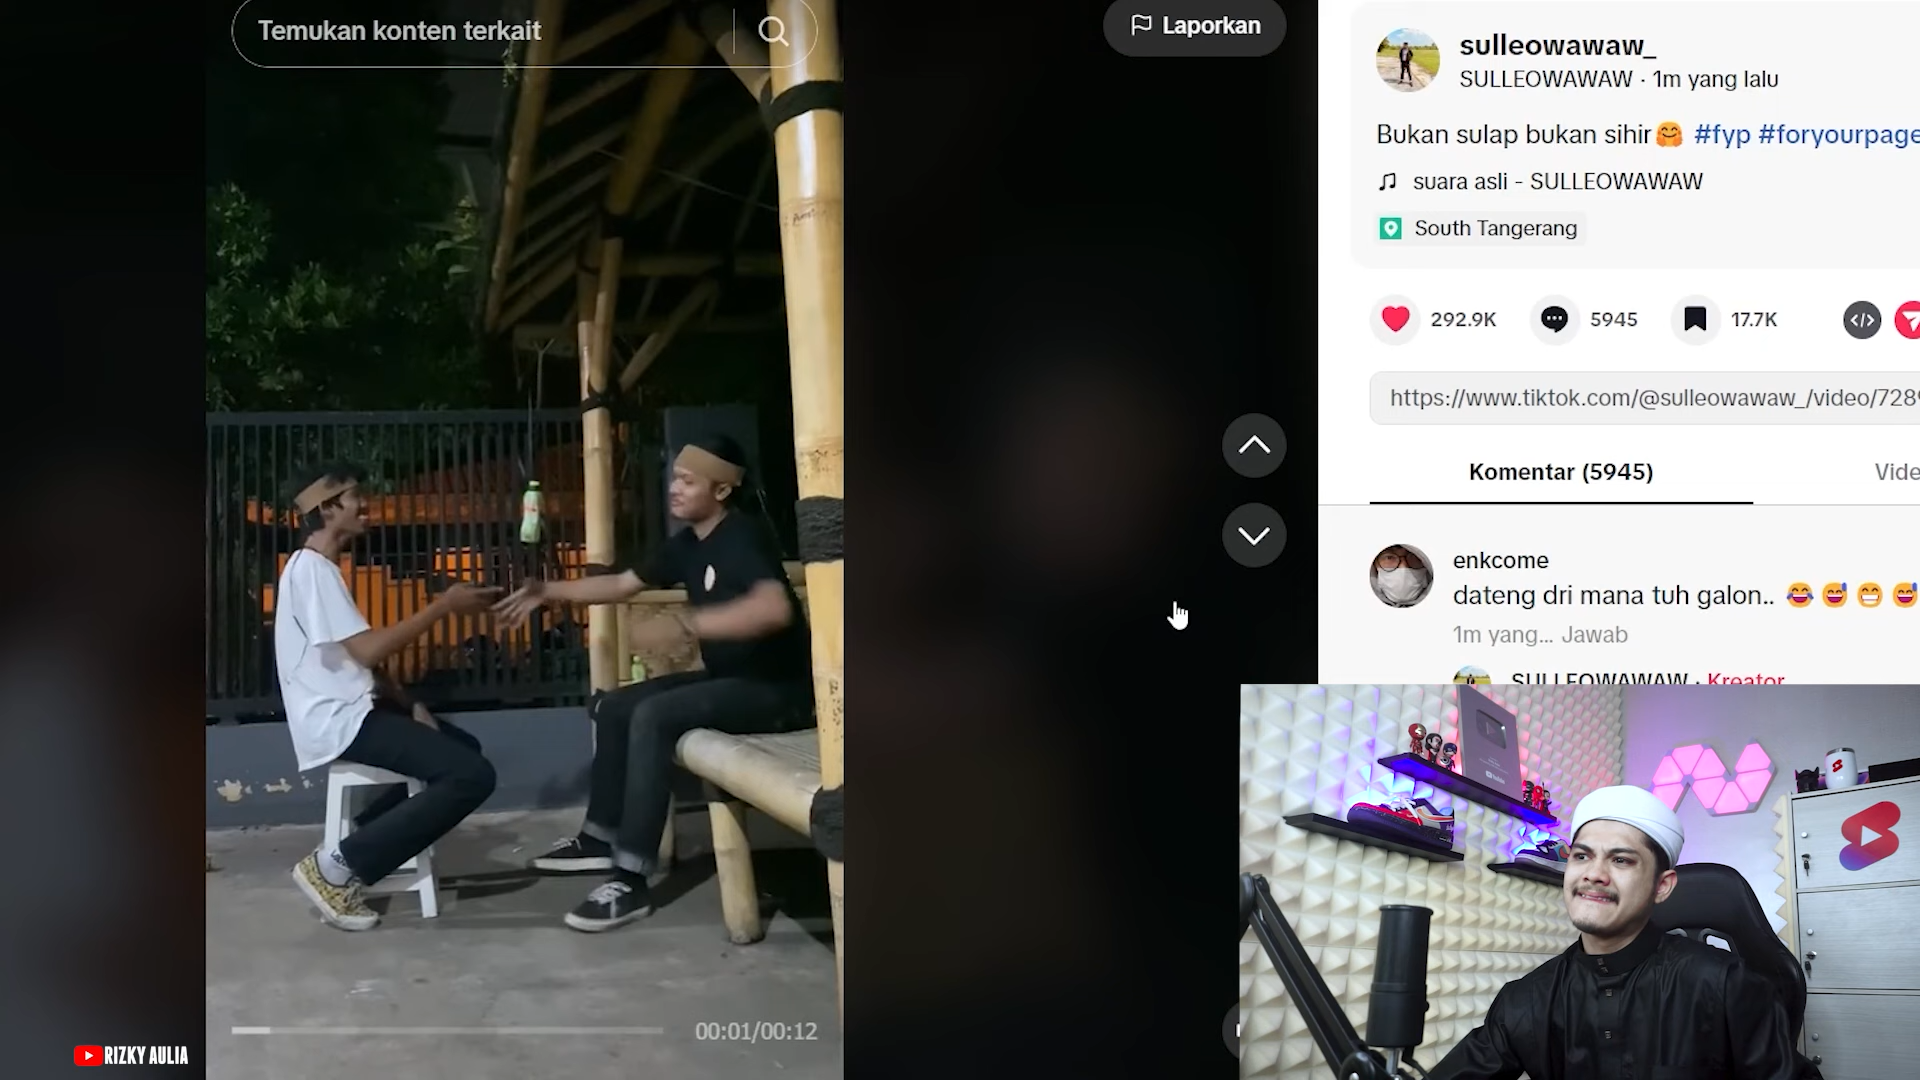 Temukan konten terkait
Laporkan
sulleowawaw_
SULLEOWAWAW · 1m yang lalu
Bukan sulap bukan sihir🤗 #fyp #foryourpage
suara asli - SULLEOWAWAW
South Tangerang
292.9K
5945
17.7K
https://www.tiktok.com/@sulleowawaw_/video/728
Komentar (5945)
Vide
enkcome
dateng dri mana tuh galon.. 😂😅😁😅
1m yang... Jawab
SULLEOWAWAW · Kreator
00:01/00:12
RIZKY AULIA